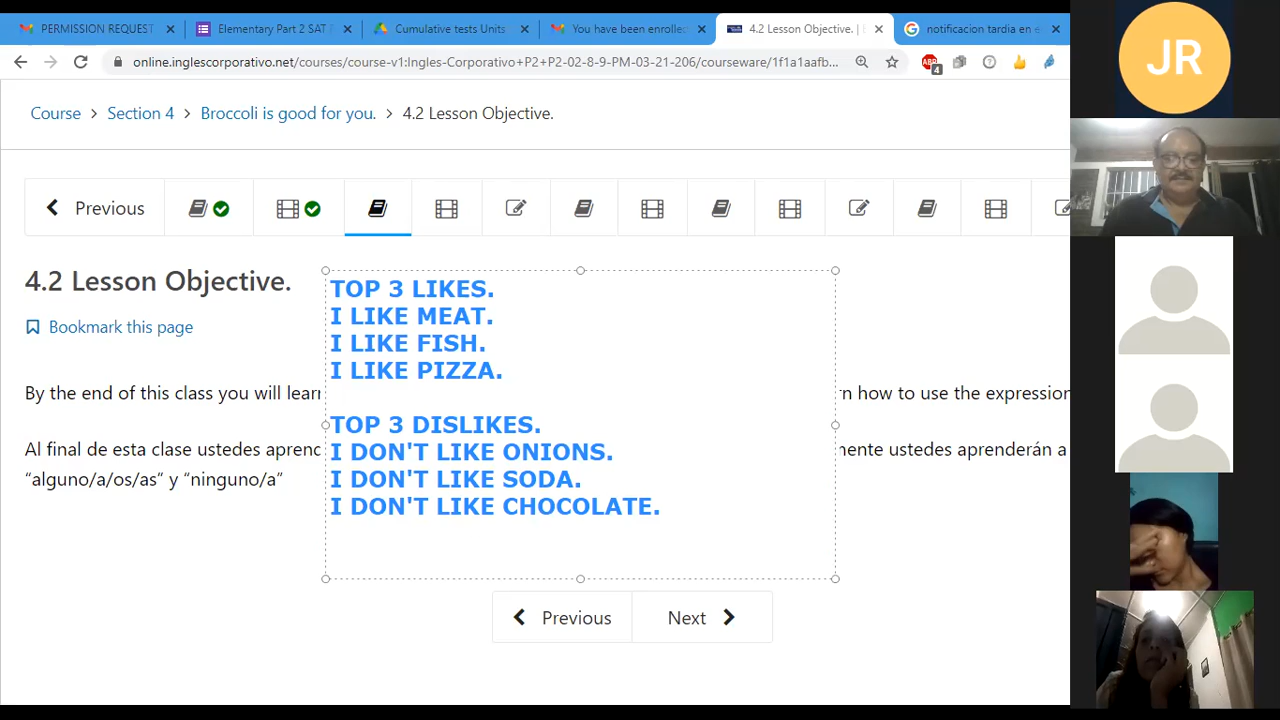 PERMISSION REQUEST
Elementary Part 2 SAT
Cumulative tests Units
You have been enrolled
4.2 Lesson Objective. |
notificacion tardia en e
online.inglescorporativo.net/courses/course-v1:Ingles-Corporativo+P2+P2-02-8-9-PM-03-21-206/courseware/1f1a1aafb...
ABP
4
Course > Section 4 > Broccoli is good for you. > 4.2 Lesson Objective.
Previous
4.2 Lesson Objective.
Bookmark this page
TOP 3 LIKES.
I LIKE MEAT.
I LIKE FISH.
I LIKE PIZZA.
By the end of this class you will learn how to use the expression
TOP 3 DISLIKES.
I DON'T LIKE ONIONS.
Al final de esta clase ustedes aprend mente ustedes aprenderán a
I DON'T LIKE SODA.
"alguno/a/os/as" y "ninguno/a"
I DON'T LIKE CHOCOLATE.
Previous
Next
JR